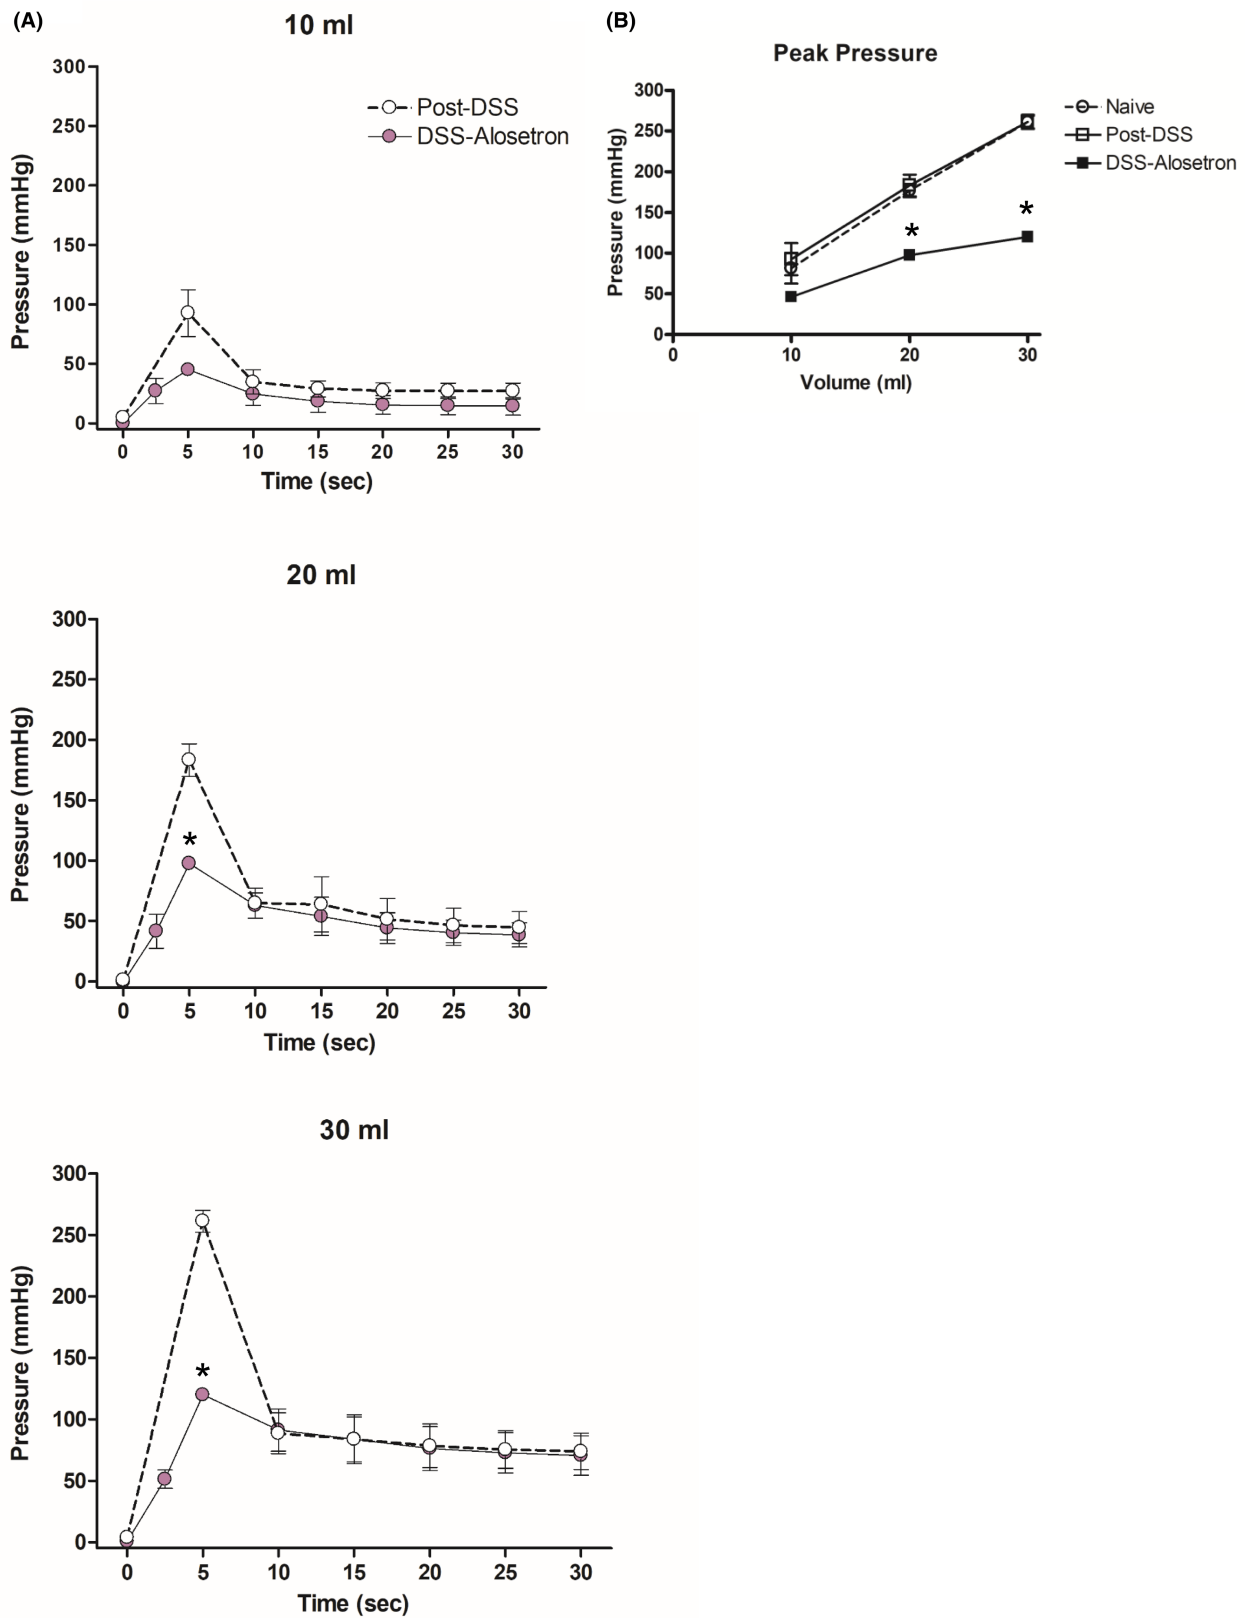 (A)
10 ml
300
250
200
150
100
50
0
Pressure (mmHg)
Post-DSS
DSS-Alosetron
0 5 10 15 20 25 30
Time (sec)
(B)
Peak Pressure
300
250
200
150
100
50
0
Pressure (mmHg)
* *
Naive
Post-DSS
DSS-Alosetron
0 10 20 30
Volume (ml)
20 ml
300
250
200
150
100
50
0
Pressure (mmHg)
*
0 5 10 15 20 25 30
Time (sec)
30 ml
300
250
200
150
100
50
0
Pressure (mmHg)
*
0 5 10 15 20 25 30
Time (sec)